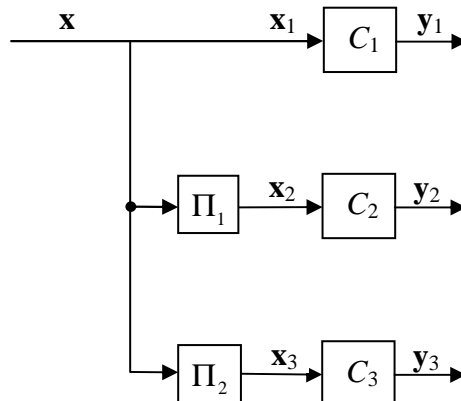 x x₁ C₁ y₁
Π₁ x₂ C₂ y₂
Π₂ x₃ C₃ y₃